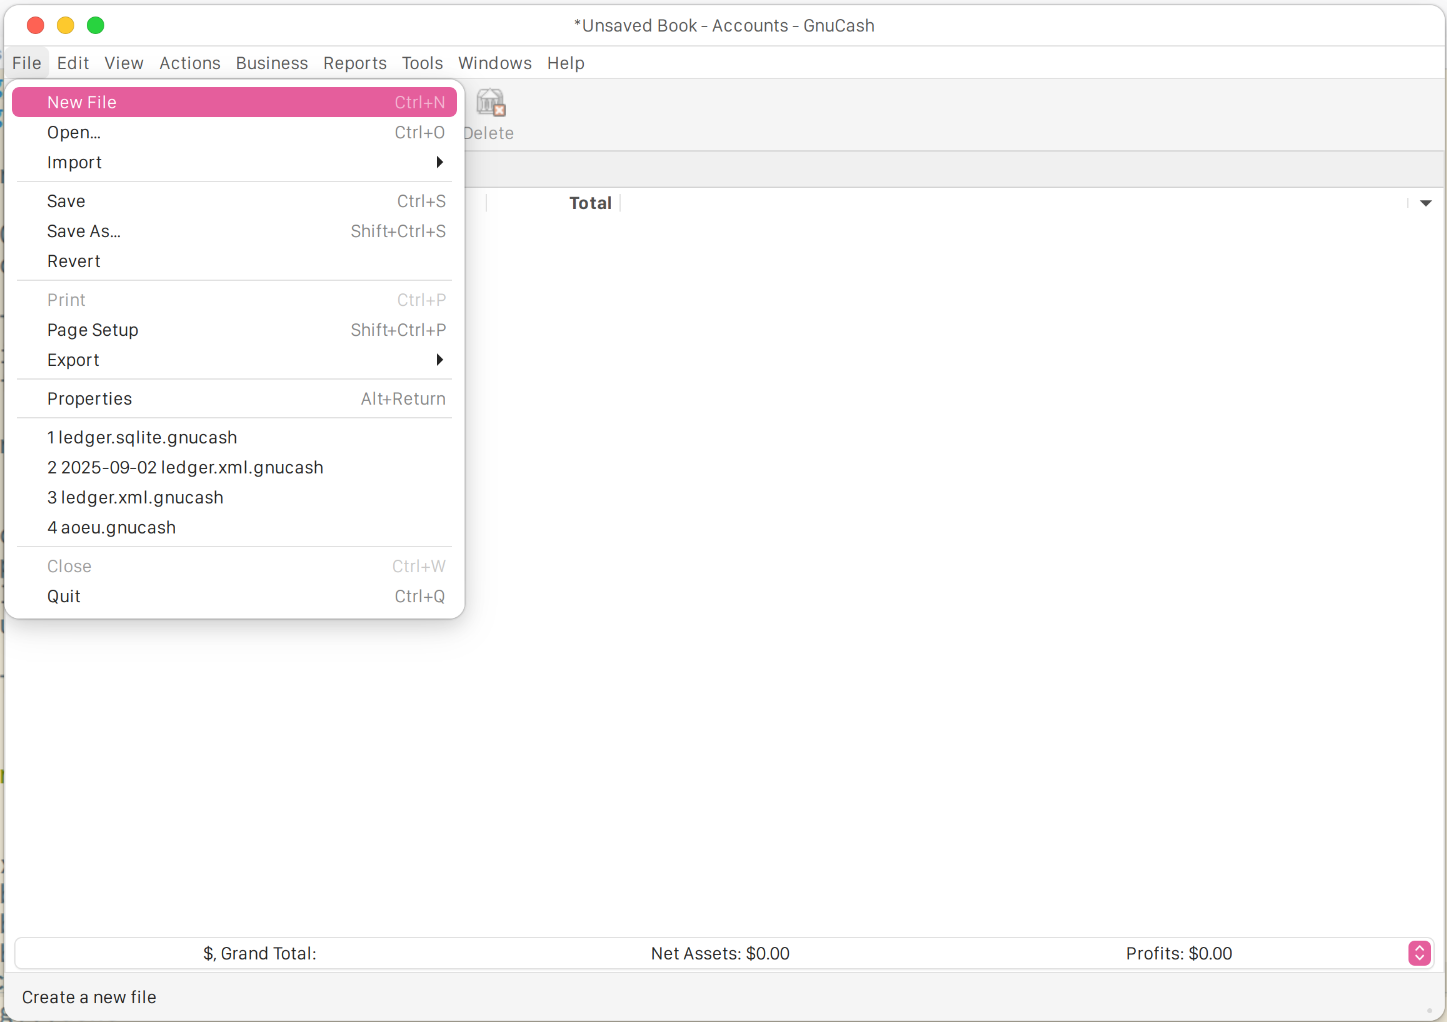 *Unsaved Book - Accounts - GnuCash
File Edit View Actions Business Reports Tools Windows Help
New File Ctrl+N
Open... Ctrl+O
Import
Save Ctrl+S
Save As... Shift+Ctrl+S
Revert
Print Ctrl+P
Page Setup Shift+Ctrl+P
Export
Properties Alt+Return
1 ledger.sqlite.gnucash
2 2025-09-02 ledger.xml.gnucash
3 ledger.xml.gnucash
4 aoeu.gnucash
Close Ctrl+W
Quit Ctrl+Q
Delete
Total
$, Grand Total: Net Assets: $0.00 Profits: $0.00
Create a new file